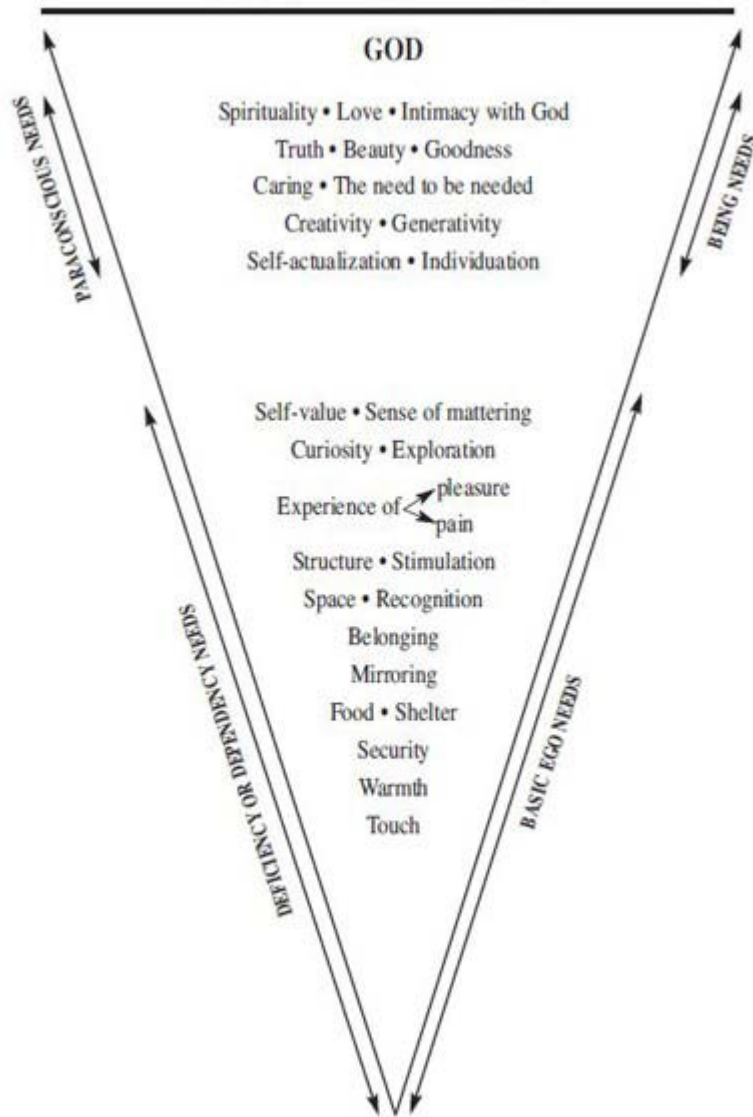 GOD
Spirituality • Love • Intimacy with God
Truth • Beauty • Goodness
Caring • The need to be needed
Creativity • Generativity
Self-actualization • Individuation
PARACONSCIOUS NEEDS
BEING NEEDS
Self-value • Sense of mattering
Curiosity • Exploration
Experience of
pleasure
pain
Structure • Stimulation
Space • Recognition
Belonging
Mirroring
Food • Shelter
Security
Warmth
Touch
DEFICIENCY OR DEPENDENCY NEEDS
BASIC EGO NEEDS